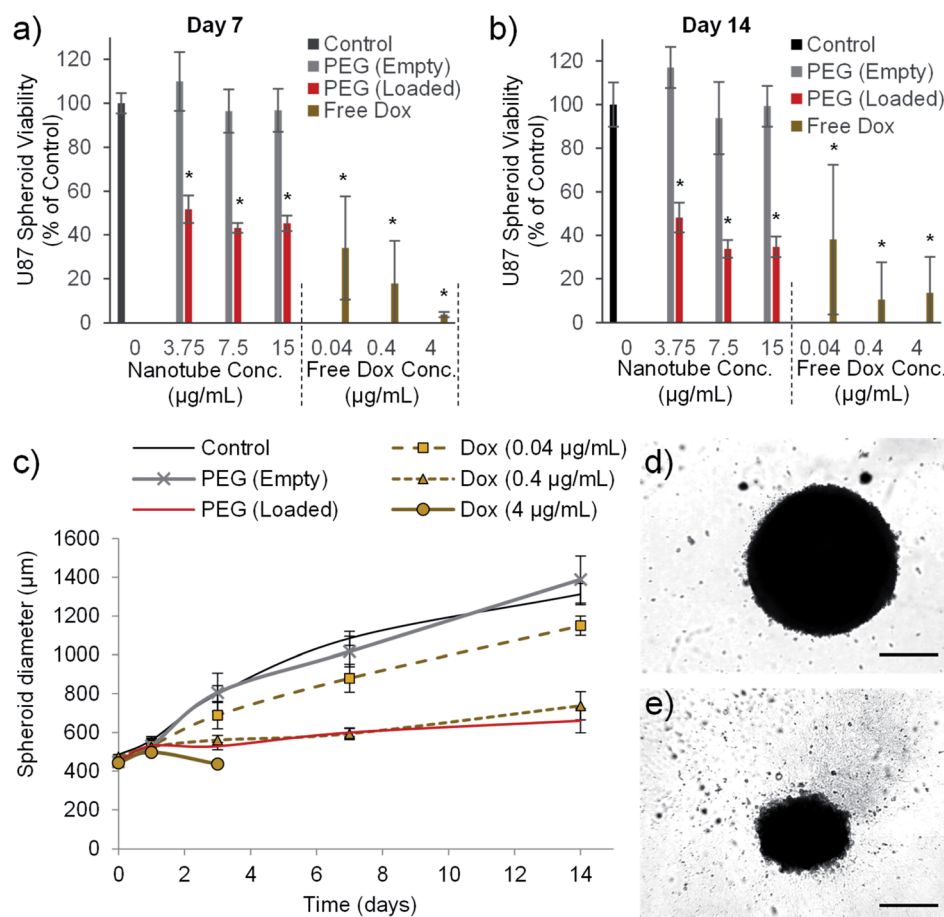 a)
Day 7
Control
PEG (Empty)
PEG (Loaded)
Free Dox
U87 Spheroid Viability
(% of Control)
120
100
80
60
40
20
0
*
*
*
*
*
*
0 3.75 7.5 15 0.04 0.4 4
Nanotube Conc. Free Dox Conc.
(µg/mL) (µg/mL)
b)
Day 14
Control
PEG (Empty)
PEG (Loaded)
Free Dox
U87 Spheroid Viability
(% of Control)
120
100
80
60
40
20
0
*
*
*
*
*
*
0 3.75 7.5 15 0.04 0.4 4
Nanotube Conc. Free Dox Conc.
(µg/mL) (µg/mL)
c)
Control
PEG (Empty)
PEG (Loaded)
Dox (0.04 µg/mL)
Dox (0.4 µg/mL)
Dox (4 µg/mL)
Spheroid diameter (µm)
1600
1400
1200
1000
800
600
400
200
0
0 2 4 6 8 10 12 14
Time (days)
d)
e)